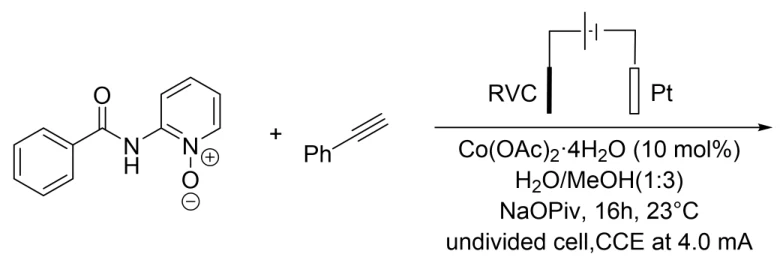 RVC
Pt
O
N
H
N
⊕
O
⊖
+
Ph
Co(OAc)₂·4H₂O (10 mol%)
H₂O/MeOH(1:3)
NaOPiv, 16h, 23°C
undivided cell,CCE at 4.0 mA